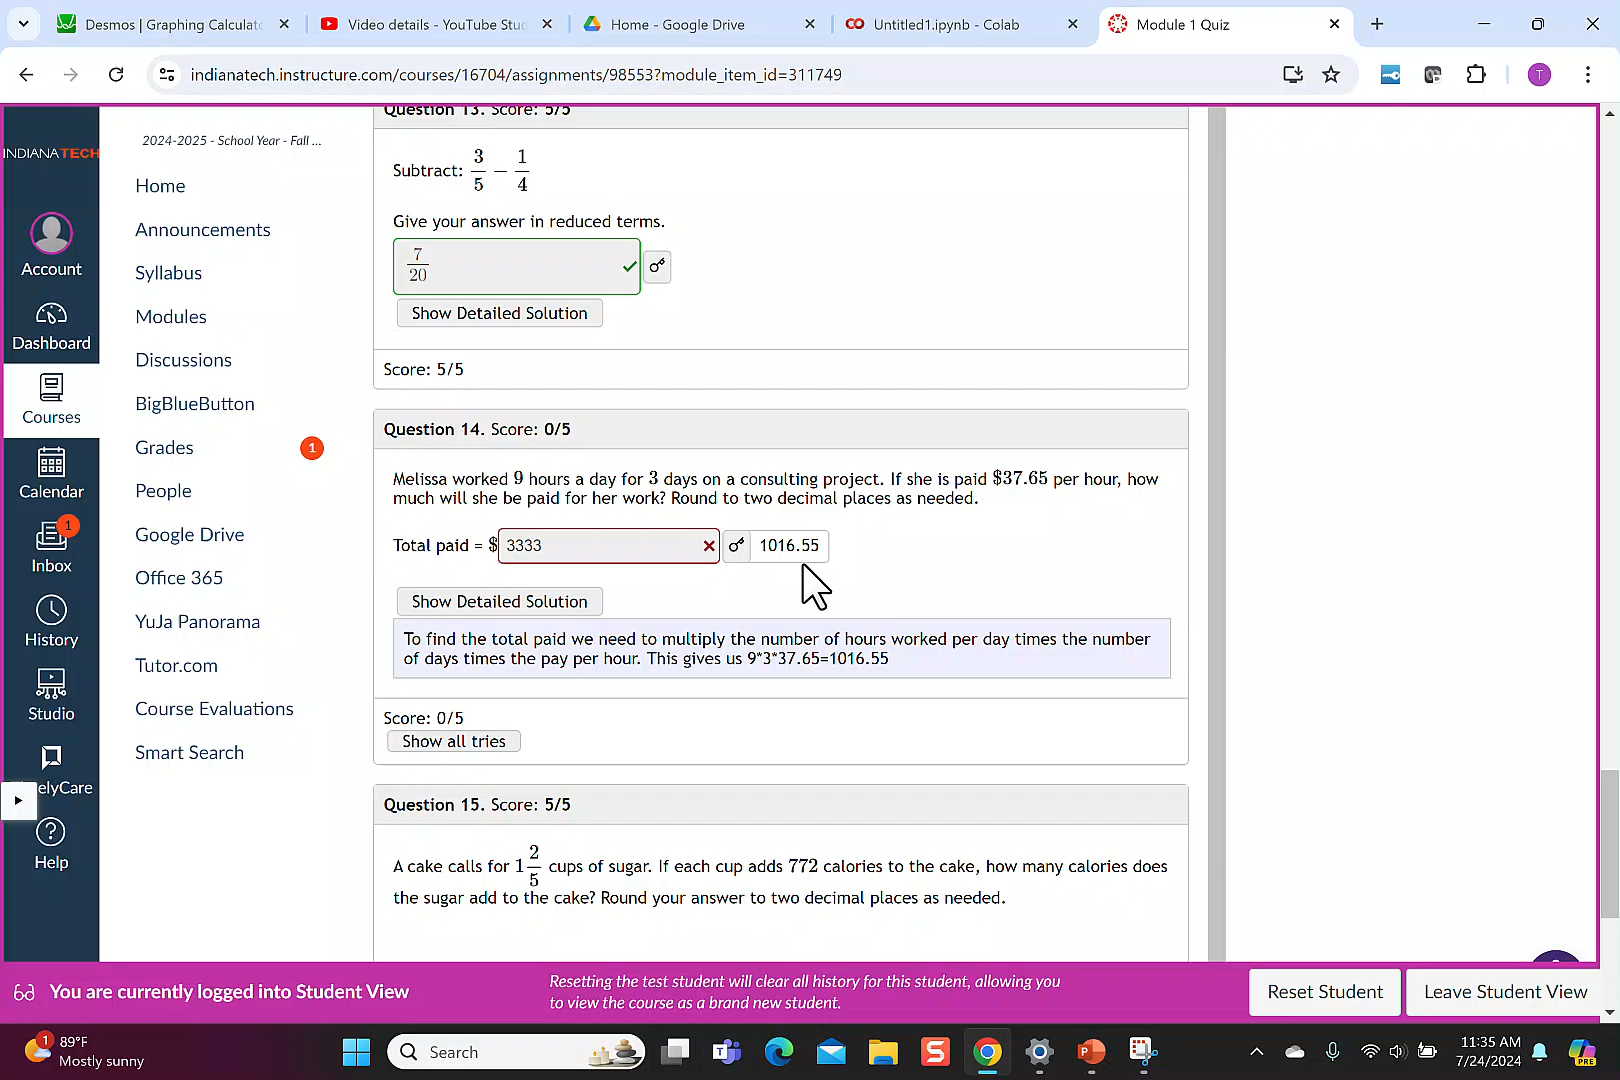 Desmos | Graphing Calculat
Video details - YouTube Stu
Home - Google Drive
Untitled1.ipynb - Colab
Module 1 Quiz
indianatech.instructure.com/courses/16704/assignments/98553?module_item_id=311749
T
INDIANA TECH
Account
Dashboard
Courses
Calendar
1
Inbox
History
Studio
elyCare
Help
2024-2025 - School Year - Fall ...
Home
Announcements
Syllabus
Modules
Discussions
BigBlueButton
Grades
1
People
Google Drive
Office 365
YuJa Panorama
Tutor.com
Course Evaluations
Smart Search
Question 13. Score: 5/5
Subtract: 3/5 − 1/4
Give your answer in reduced terms.
7/20
Show Detailed Solution
Score: 5/5
Question 14. Score: 0/5
Melissa worked 9 hours a day for 3 days on a consulting project. If she is paid $37.65 per hour, how
much will she be paid for her work? Round to two decimal places as needed.
Total paid = $ 3333 1016.55
Show Detailed Solution
To find the total paid we need to multiply the number of hours worked per day times the number
of days times the pay per hour. This gives us 9*3*37.65=1016.55
Score: 0/5
Show all tries
Question 15. Score: 5/5
A cake calls for 1 2/5 cups of sugar. If each cup adds 772 calories to the cake, how many calories does
the sugar add to the cake? Round your answer to two decimal places as needed.
You are currently logged into Student View
Resetting the test student will clear all history for this student, allowing you
to view the course as a brand new student.
Reset Student
Leave Student View
1
89°F
Mostly sunny
Search
S
P
11:35 AM
7/24/2024
PRE